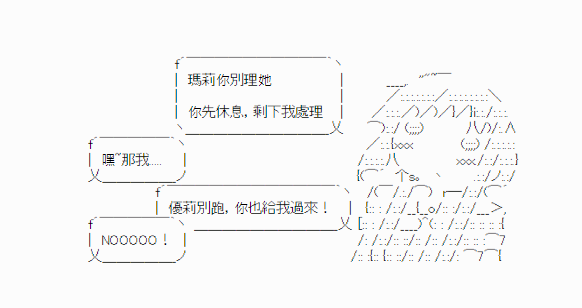 瑪莉你別理她
你先休息，剩下我處理
嘿~那我.....
優莉別跑，你也給我過來！
NOOOOO！